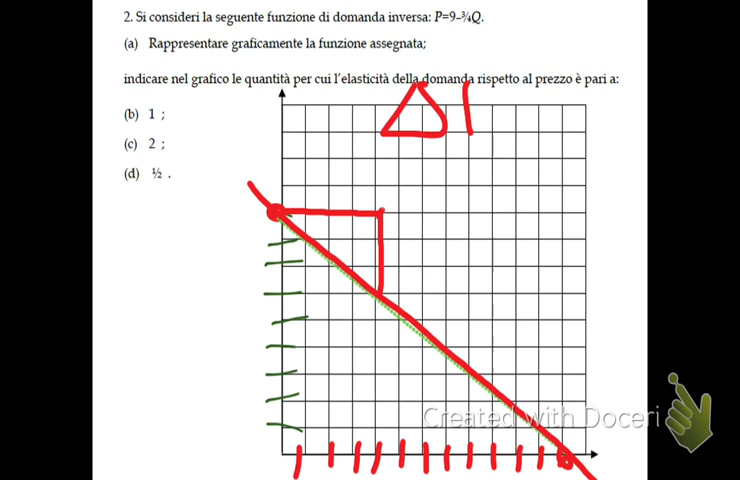 2. Si consideri la seguente funzione di domanda inversa: P=9–¾Q.
(a) Rappresentare graficamente la funzione assegnata;
indicare nel grafico le quantità per cui l'elasticità della domanda rispetto al prezzo è pari a:
(b) 1 ;
(c) 2 ;
(d) ½ .
Created with Doceri